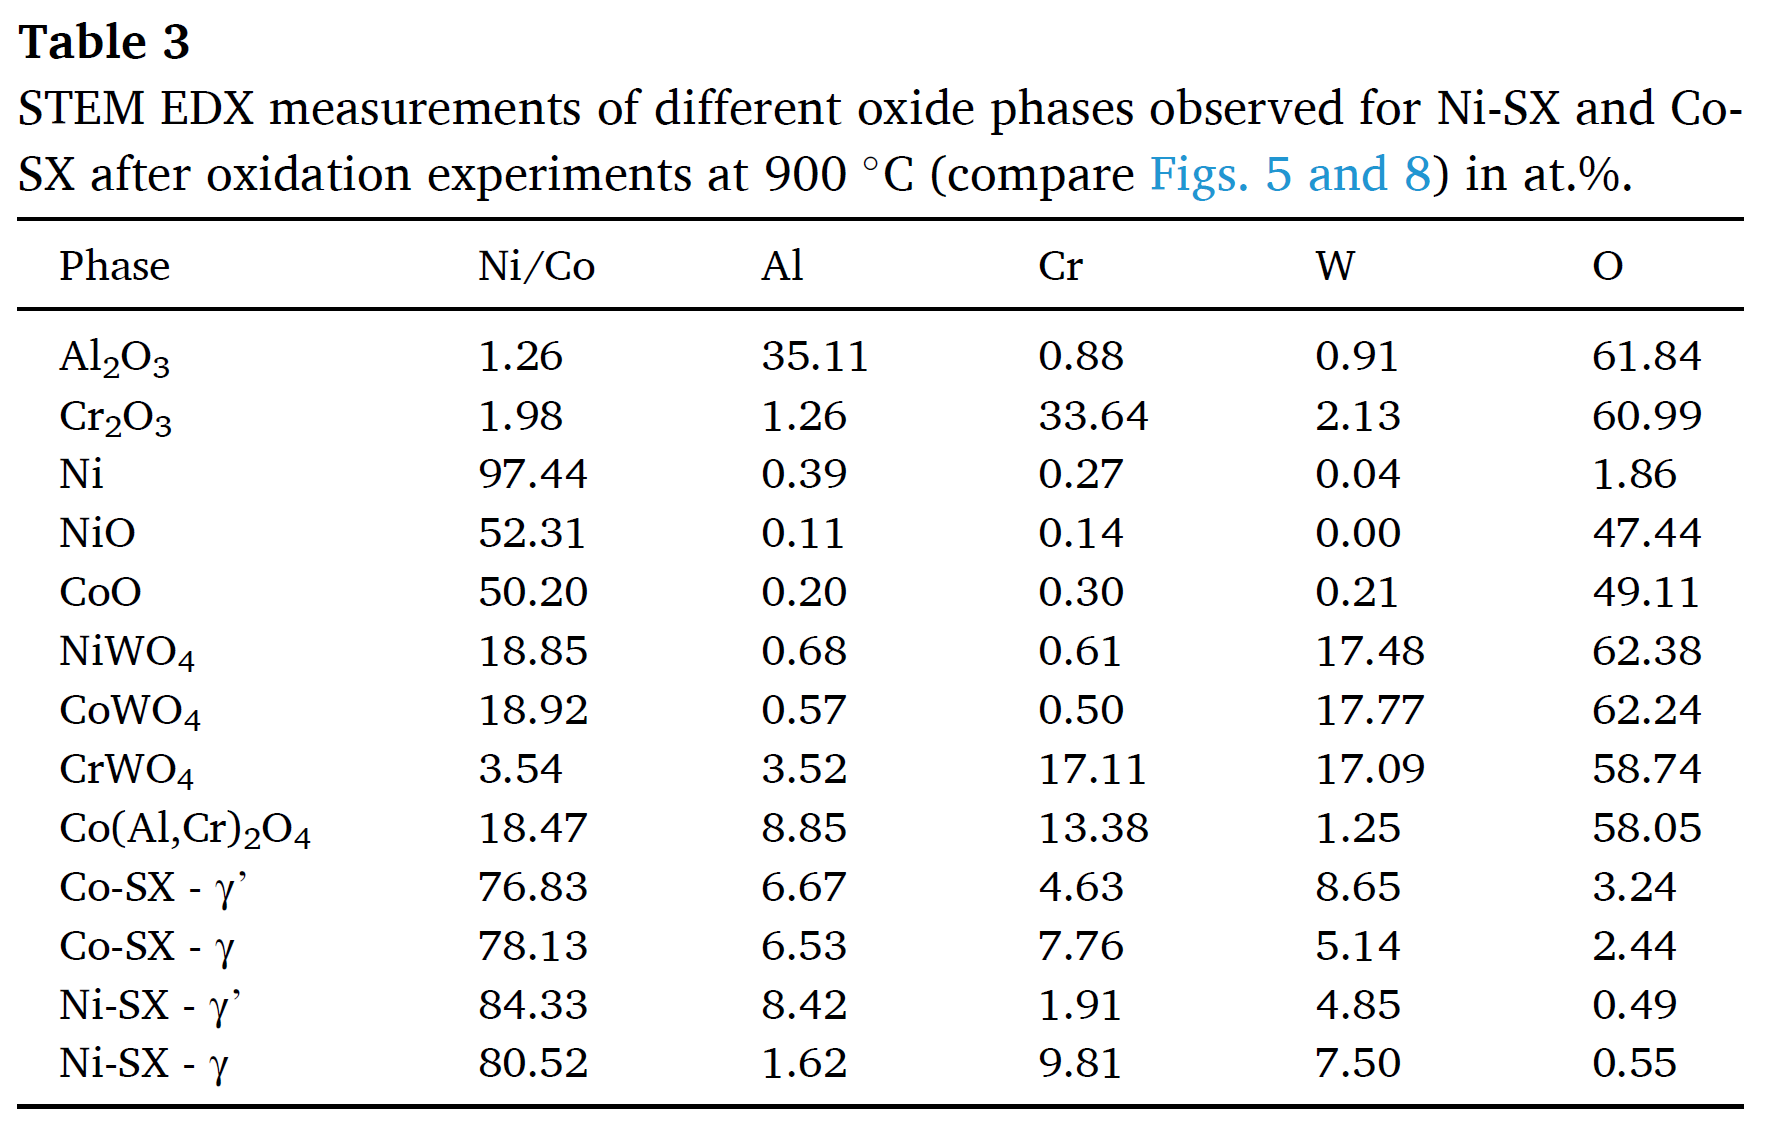 Table 3
STEM EDX measurements of different oxide phases observed for Ni-SX and Co-
SX after oxidation experiments at 900 °C (compare Figs. 5 and 8) in at.%.
Phase Ni/Co Al Cr W O
Al₂O₃ 1.26 35.11 0.88 0.91 61.84
Cr₂O₃ 1.98 1.26 33.64 2.13 60.99
Ni 97.44 0.39 0.27 0.04 1.86
NiO 52.31 0.11 0.14 0.00 47.44
CoO 50.20 0.20 0.30 0.21 49.11
NiWO₄ 18.85 0.68 0.61 17.48 62.38
CoWO₄ 18.92 0.57 0.50 17.77 62.24
CrWO₄ 3.54 3.52 17.11 17.09 58.74
Co(Al,Cr)₂O₄ 18.47 8.85 13.38 1.25 58.05
Co-SX - γ’ 76.83 6.67 4.63 8.65 3.24
Co-SX - γ 78.13 6.53 7.76 5.14 2.44
Ni-SX - γ’ 84.33 8.42 1.91 4.85 0.49
Ni-SX - γ 80.52 1.62 9.81 7.50 0.55